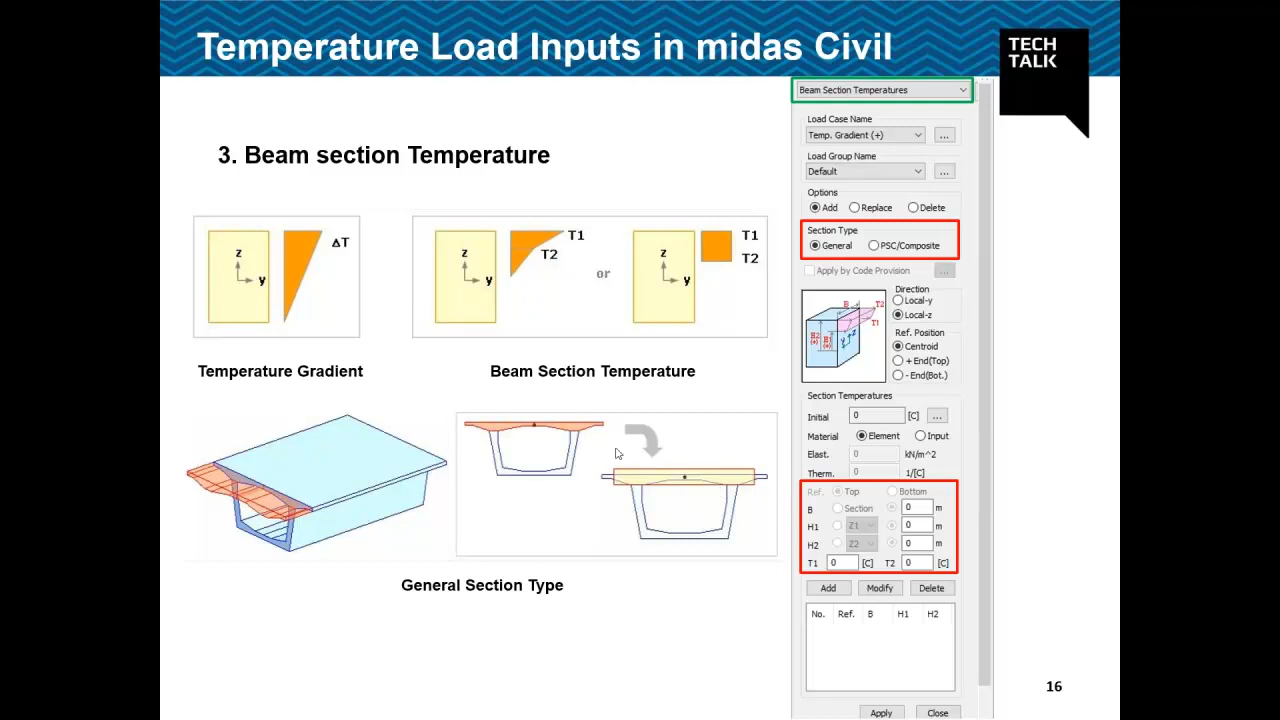 Temperature Load Inputs in midas Civil
TECH
TALK
3. Beam section Temperature
z
y
ΔT
z
y
T1
T2
or
z
y
T1
T2
Temperature Gradient
Beam Section Temperature
General Section Type
Beam Section Temperatures
Load Case Name
Temp. Gradient (+)
...
Load Group Name
Default
...
Options
Add Replace Delete
Section Type
General PSC/Composite
Apply by Code Provision ...
Direction
Local-y
Local-z
B
T2
T1
H2
(+)
H1
(+)
Ref. Position
Centroid
+ End(Top)
- End(Bot.)
Section Temperatures
Initial 0 [C] ...
Material Element Input
Elast. 0 kN/m^2
Therm. 0 1/[C]
Ref. Top Bottom
B Section 0 m
H1 Z1 0 m
H2 Z2 0 m
T1 0 [C] T2 0 [C]
Add Modify Delete
No. Ref. B H1 H2
Apply Close
16